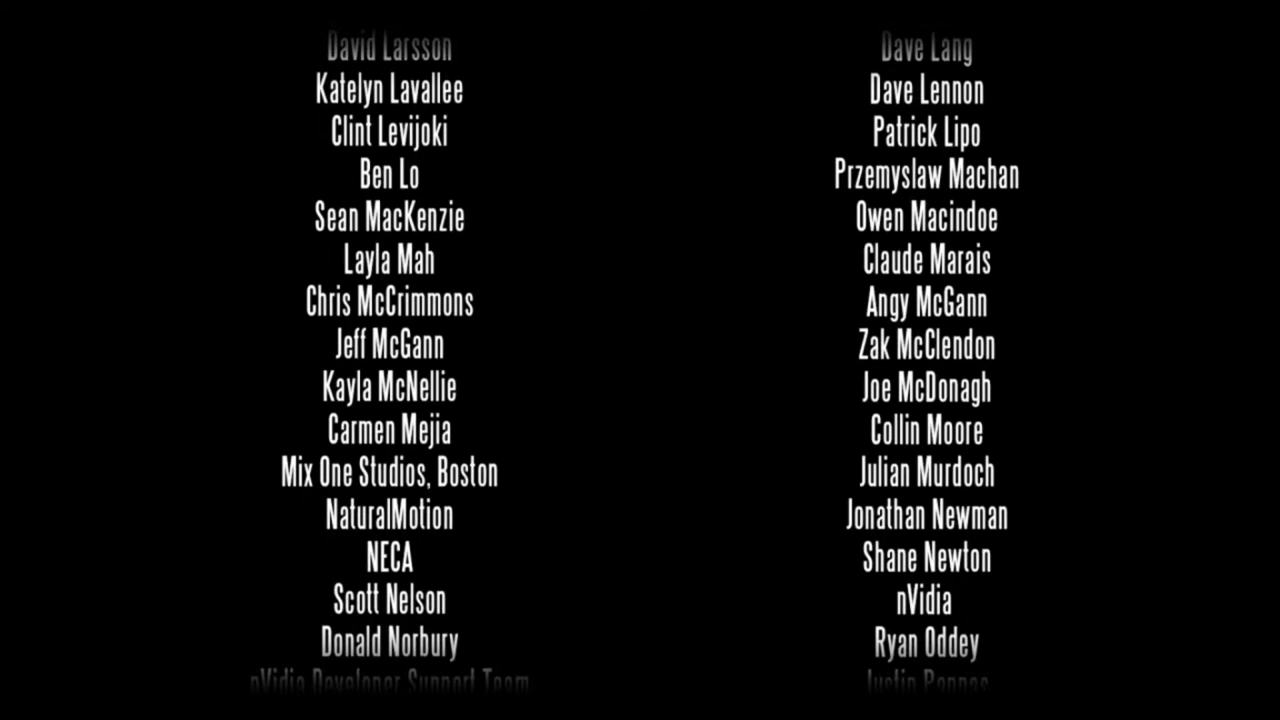 David Larsson
Dave Lang
Katelyn Lavallee
Dave Lennon
Clint Levijoki
Patrick Lipo
Ben Lo
Przemyslaw Machan
Sean MacKenzie
Owen Macindoe
Layla Mah
Claude Marais
Chris McCrimmons
Angy McGann
Jeff McGann
Zak McClendon
Kayla McNellie
Joe McDonagh
Carmen Mejia
Collin Moore
Mix One Studios, Boston
Julian Murdoch
NaturalMotion
Jonathan Newman
NECA
Shane Newton
Scott Nelson
nVidia
Donald Norbury
Ryan Oddey
nVidia Developer Support Team
Justin Pappas